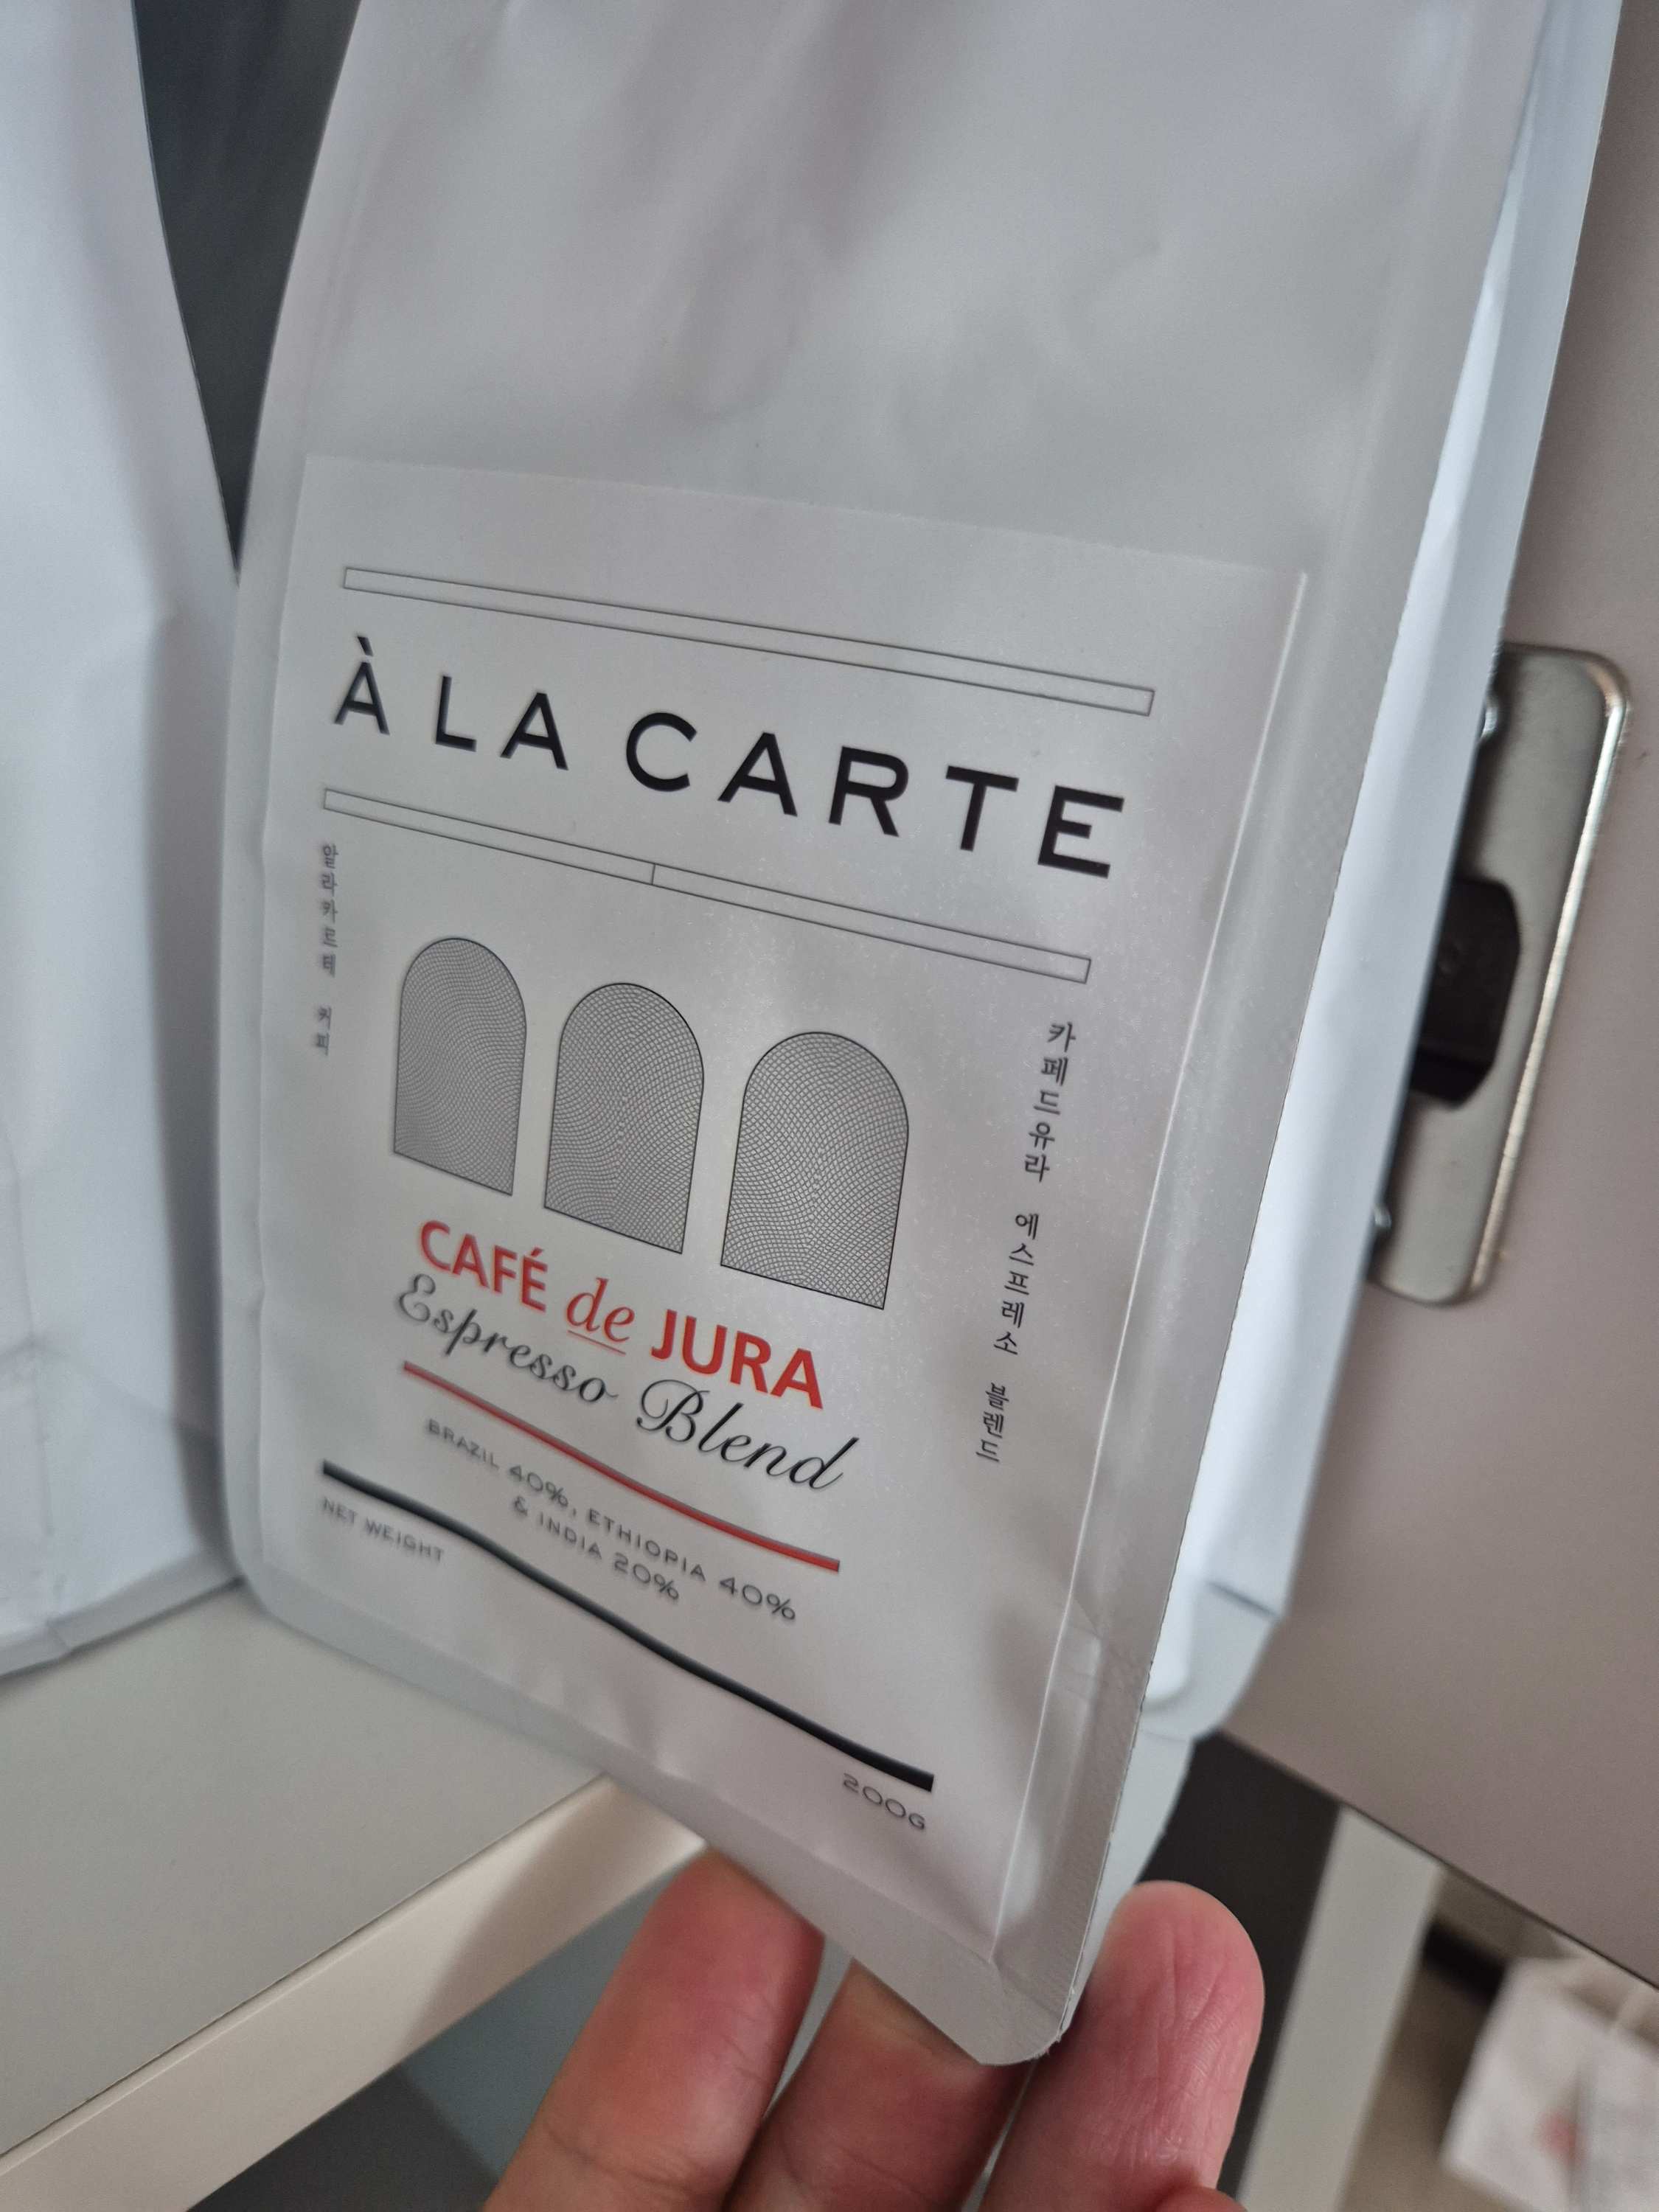 À LA CARTE
알라카르테 커피
카페드유라 에스프레소 블렌드
CAFÉ de JURA
Espresso Blend
BRAZIL 40%, ETHIOPIA 40%
& INDIA 20%
NET WEIGHT
200G